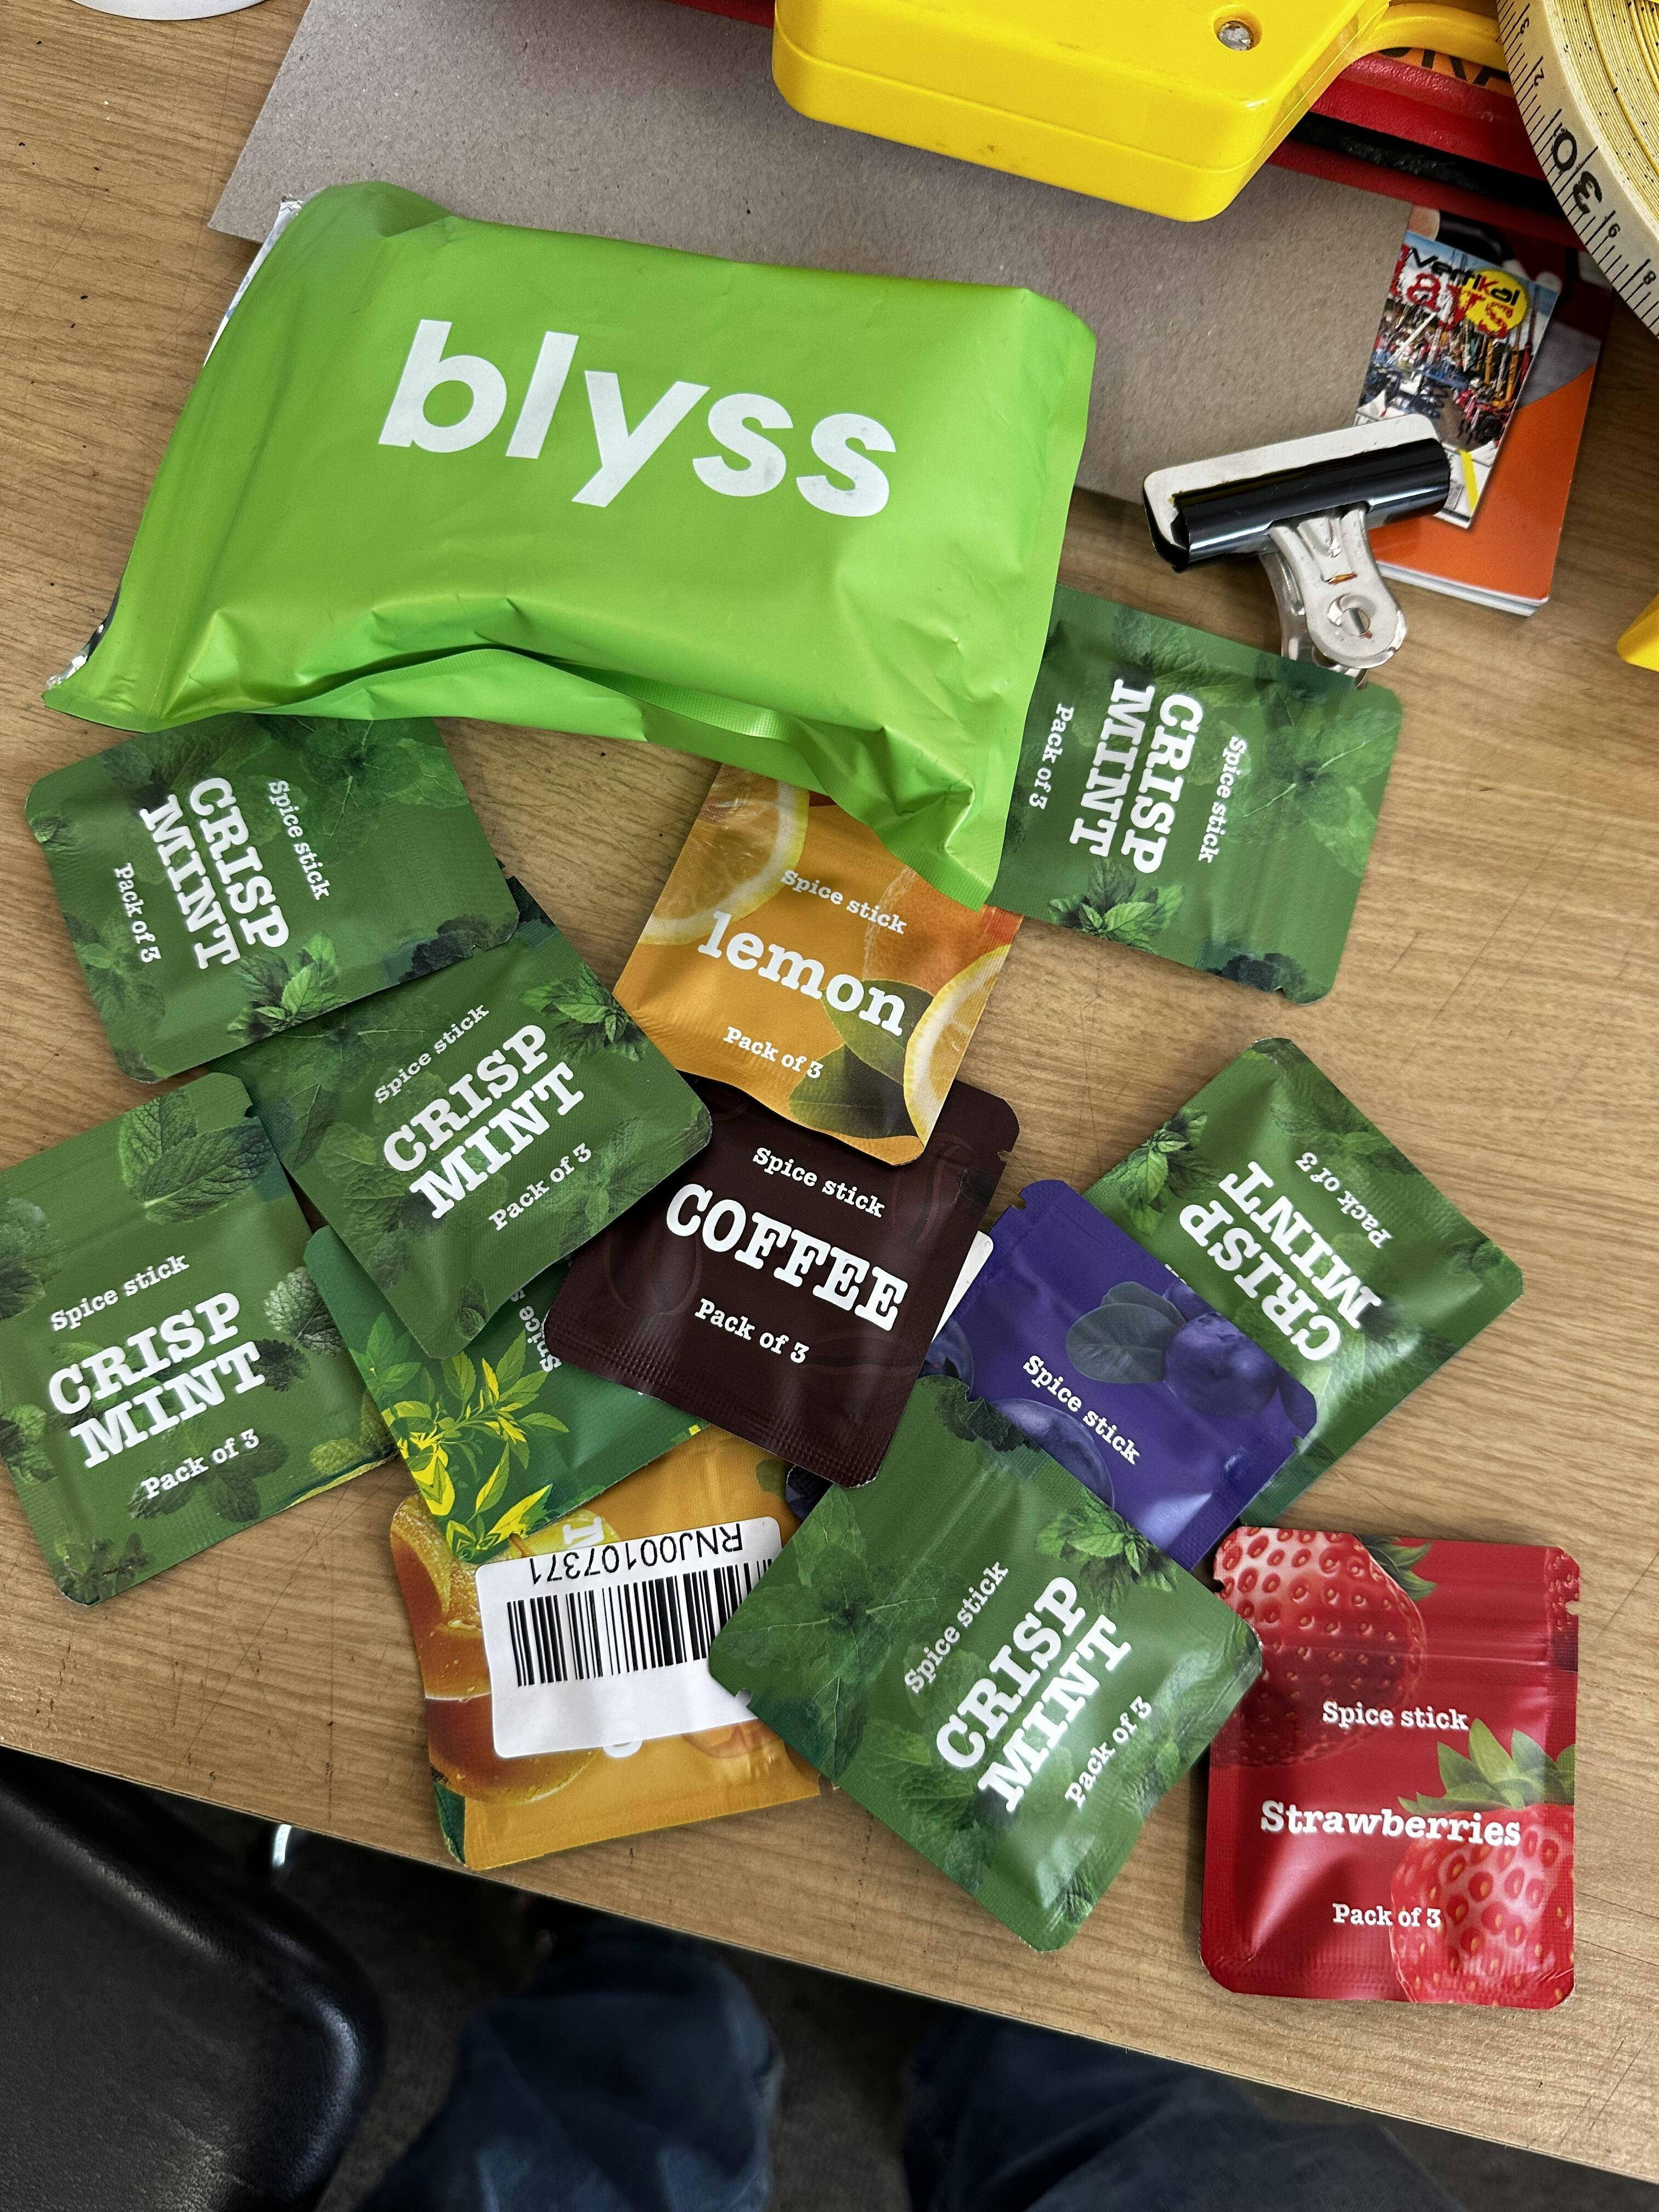 blyss
Vertikal
days
30
Spice stick
CRISP
MINT
Pack of 3
Spice stick
CRISP
MINT
Pack of 3
Spice stick
lemon
Pack of 3
Spice stick
CRISP
MINT
Pack of 3
Spice stick
COFFEE
Pack of 3
CRISP
MINT
Pack of 3
Spice stick
CRISP
MINT
Pack of 3
Spice
Spice stick
RNJ00107371
Spice stick
CRISP
MINT
Pack of 3
Spice stick
Strawberries
Pack of 3